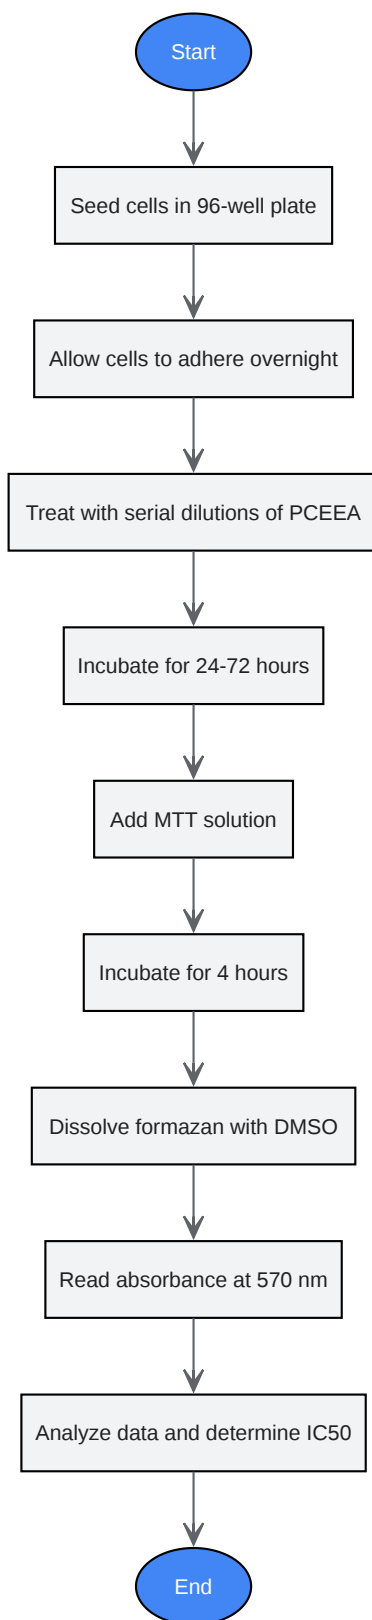 Start
Seed cells in 96-well plate
Allow cells to adhere overnight
Treat with serial dilutions of PCEEA
Incubate for 24-72 hours
Add MTT solution
Incubate for 4 hours
Dissolve formazan with DMSO
Read absorbance at 570 nm
Analyze data and determine IC50
End